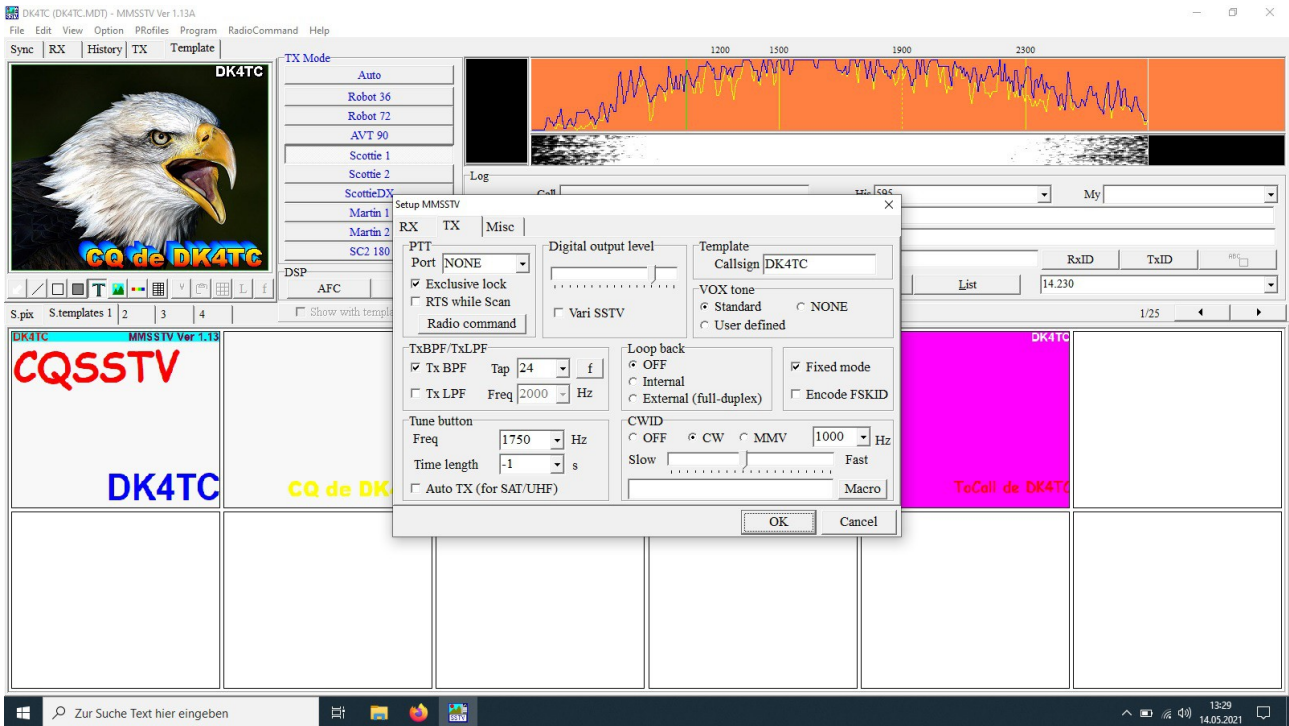 DK4TC (DK4TC.MDT) - MMSSTV Ver 1.13A
File Edit View Option PRofiles Program RadioCommand Help
Sync RX History TX Template
DK4TC
CQ de DK4TC
TX Mode
Auto
Robot 36
Robot 72
AVT 90
Scottie 1
Scottie 2
ScottieDX
Martin 1
Martin 2
SC2 180
DSP
AFC
1200 1500 1900 2300
Log
Call His 595 My
RxID TxID
List 14.230
T L f
S.pix S.templates 1 2 3 4
Show with templ
1/25
Setup MMSSTV
RX TX Misc
PTT
Port NONE
Exclusive lock
RTS while Scan
Radio command
Digital output level
Vari SSTV
Template
Callsign DK4TC
VOX tone
Standard NONE
User defined
TxBPF/TxLPF
Tx BPF Tap 24 f
Tx LPF Freq 2000 Hz
Loop back
OFF
Internal
External (full-duplex)
Fixed mode
Encode FSKID
Tune button
Freq 1750 Hz
Time length -1 s
Auto TX (for SAT/UHF)
CWID
OFF CW MMV 1000 Hz
Slow Fast
Macro
OK Cancel
DK4TC MMSSTV Ver 1.13
CQSSTV
DK4TC
CQ de DK
DK4TC
ToCall de DK4TC
Zur Suche Text hier eingeben
SSTV
13:29
14.05.2021